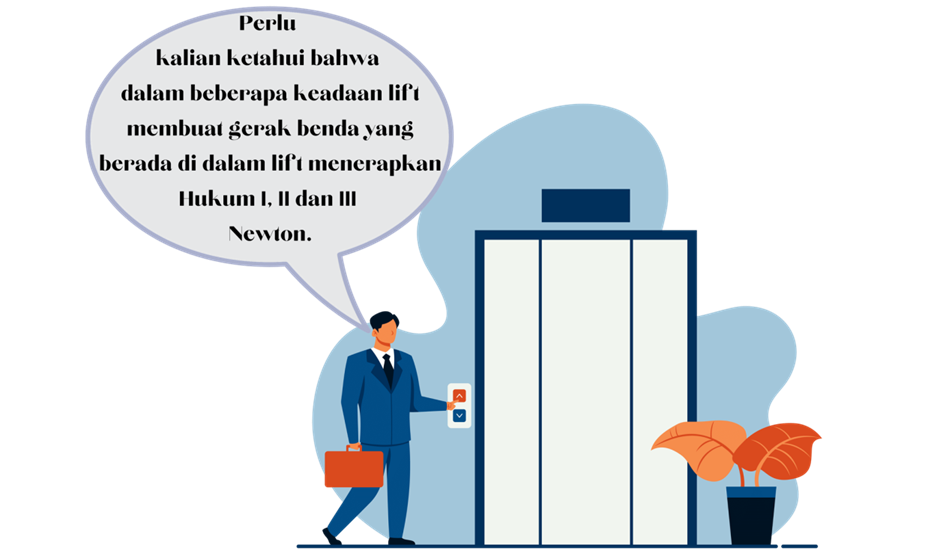 Perlu
kalian ketahui bahwa
dalam beberapa keadaan lift
membuat gerak benda yang
berada di dalam lift menerapkan
Hukum I, II dan III
Newton.